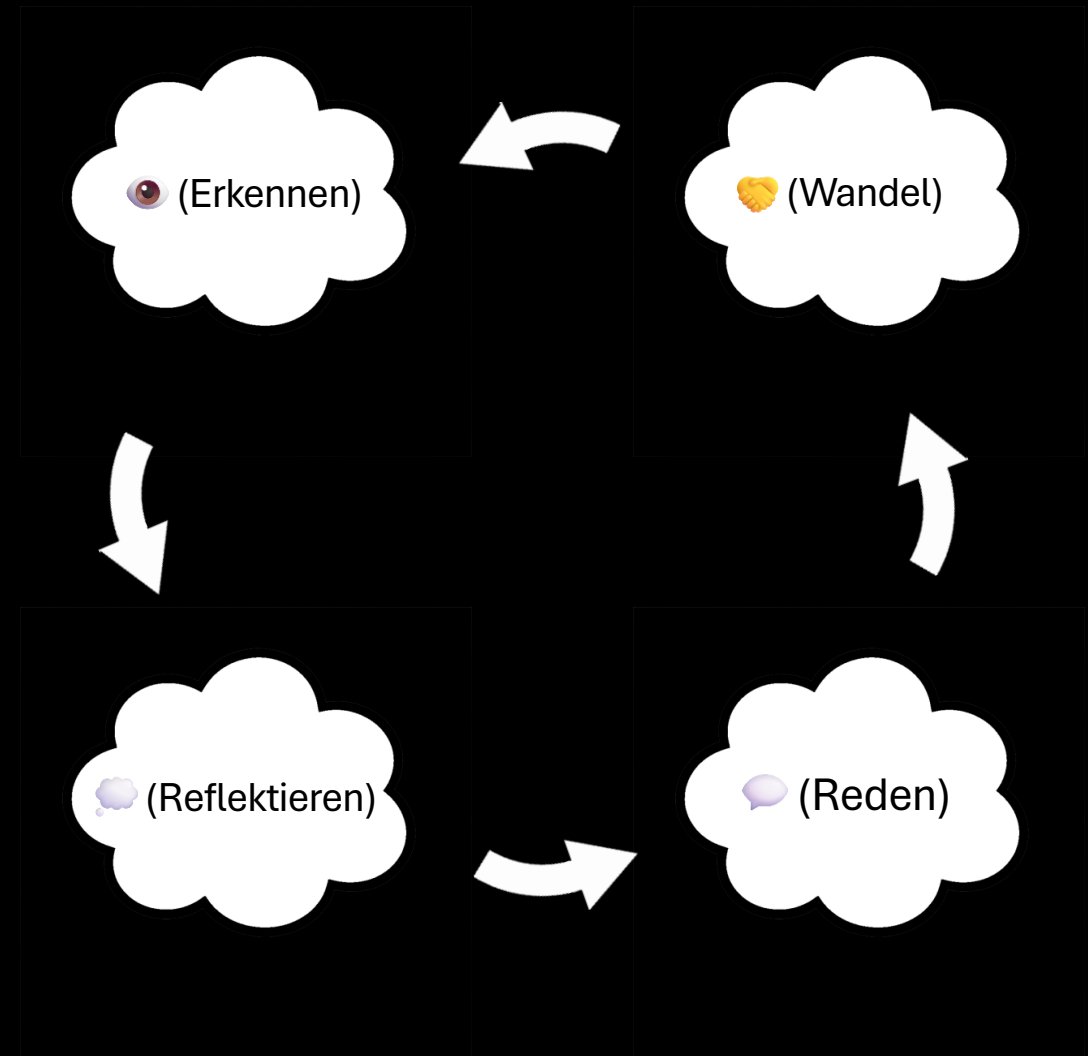 👁️ (Erkennen)
🤝 (Wandel)
💭 (Reflektieren)
💬 (Reden)